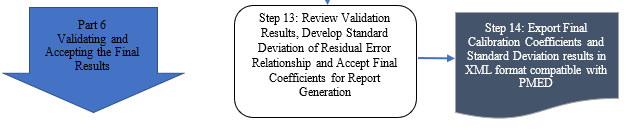 Part 6
Validating and
Accepting the Final
Results
Step 13: Review Validation
Results, Develop Standard
Deviation of Residual Error
Relationship and Accept Final
Coefficients for Report
Generation
Step 14: Export Final
Calibration Coefficients and
Standard Deviation results in
XML format compatible with
PMED